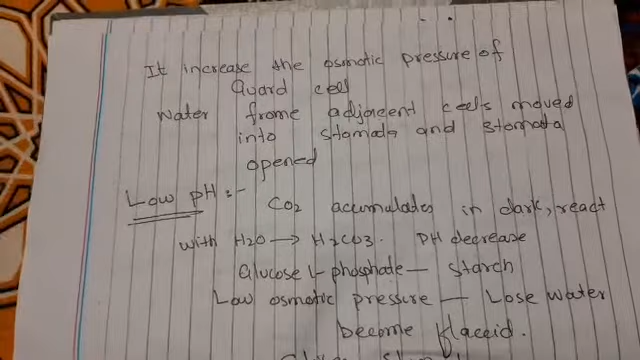 It increase the osmotic pressure of
Guard cell
Water frome adjacent cells moved
into stomata and stomata
opened
Low pH :-
CO2 accumulates in dark, react
with H2O → H2CO3. PH decrease
Glucose 1-phosphate — Starch
Low osmotic pressure — Lose water
become flaccid.